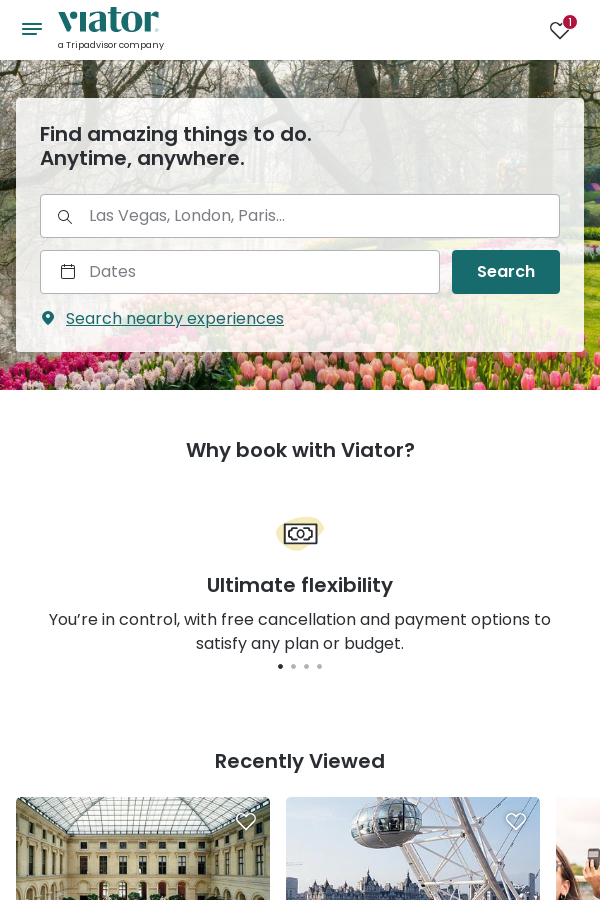 viator
a Tripadvisor company
1
Find amazing things to do.
Anytime, anywhere.
Las Vegas, London, Paris...
Dates
Search
Search nearby experiences
Why book with Viator?
Ultimate flexibility
You’re in control, with free cancellation and payment options to
satisfy any plan or budget.
Recently Viewed